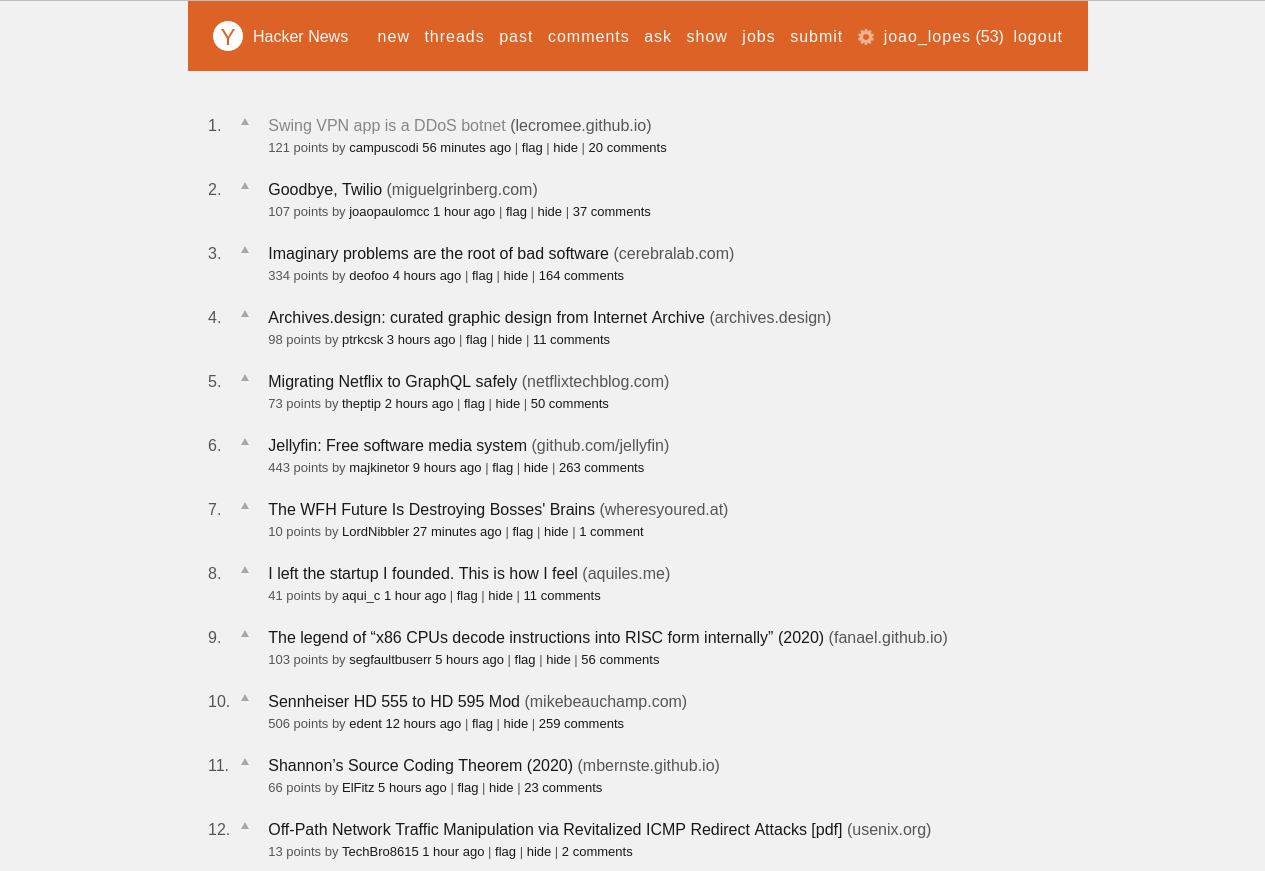 Y Hacker News new threads past comments ask show jobs submit joao_lopes (53) logout
1. Swing VPN app is a DDoS botnet (lecromee.github.io)
121 points by campuscodi 56 minutes ago | flag | hide | 20 comments
2. Goodbye, Twilio (miguelgrinberg.com)
107 points by joaopaulomcc 1 hour ago | flag | hide | 37 comments
3. Imaginary problems are the root of bad software (cerebralab.com)
334 points by deofoo 4 hours ago | flag | hide | 164 comments
4. Archives.design: curated graphic design from Internet Archive (archives.design)
98 points by ptrkcsk 3 hours ago | flag | hide | 11 comments
5. Migrating Netflix to GraphQL safely (netflixtechblog.com)
73 points by theptip 2 hours ago | flag | hide | 50 comments
6. Jellyfin: Free software media system (github.com/jellyfin)
443 points by majkinetor 9 hours ago | flag | hide | 263 comments
7. The WFH Future Is Destroying Bosses' Brains (wheresyoured.at)
10 points by LordNibbler 27 minutes ago | flag | hide | 1 comment
8. I left the startup I founded. This is how I feel (aquiles.me)
41 points by aqui_c 1 hour ago | flag | hide | 11 comments
9. The legend of “x86 CPUs decode instructions into RISC form internally” (2020) (fanael.github.io)
103 points by segfaultbuserr 5 hours ago | flag | hide | 56 comments
10. Sennheiser HD 555 to HD 595 Mod (mikebeauchamp.com)
506 points by edent 12 hours ago | flag | hide | 259 comments
11. Shannon’s Source Coding Theorem (2020) (mbernste.github.io)
66 points by ElFitz 5 hours ago | flag | hide | 23 comments
12. Off-Path Network Traffic Manipulation via Revitalized ICMP Redirect Attacks [pdf] (usenix.org)
13 points by TechBro8615 1 hour ago | flag | hide | 2 comments